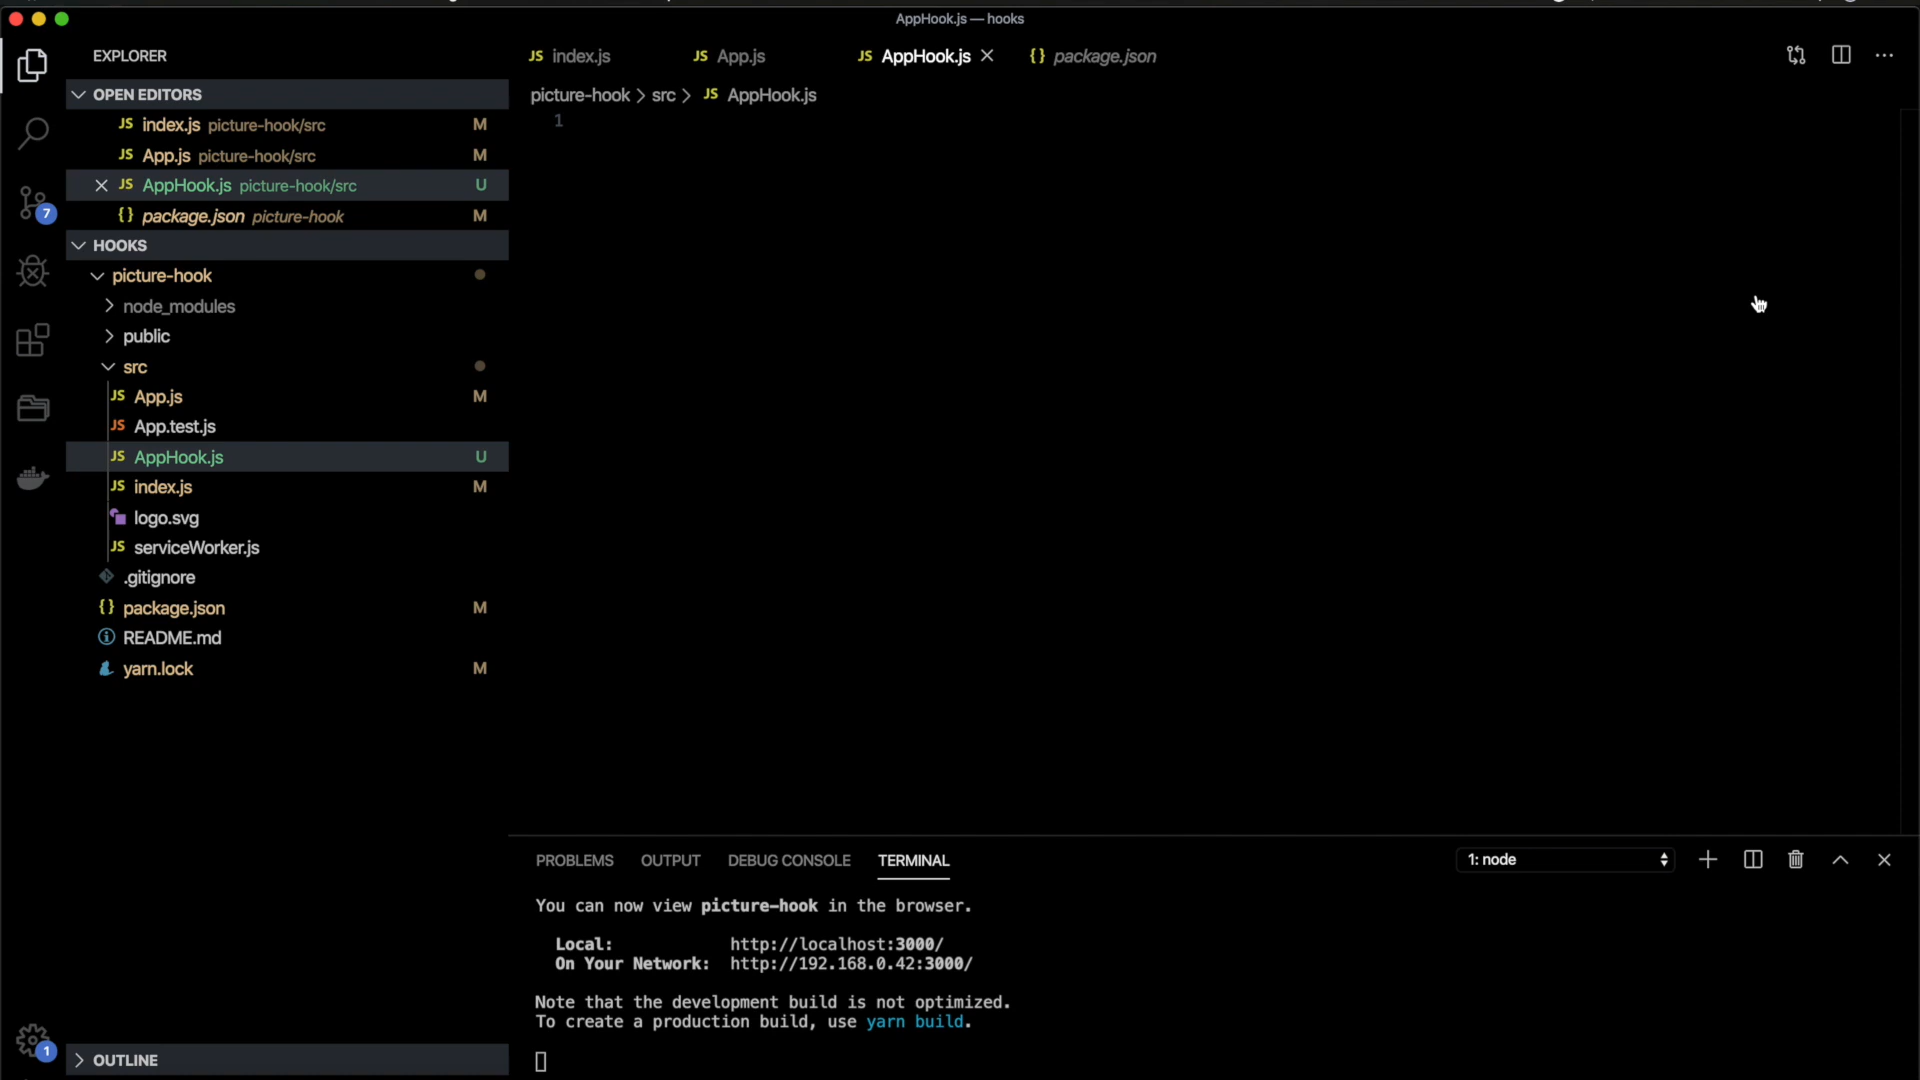 AppHook.js — hooks
EXPLORER
OPEN EDITORS
JS index.js picture-hook/src M
JS App.js picture-hook/src M
JS AppHook.js picture-hook/src U
{} package.json picture-hook M
HOOKS
picture-hook
node_modules
public
src
JS App.js M
JS App.test.js
JS AppHook.js U
JS index.js M
logo.svg
JS serviceWorker.js
.gitignore
{} package.json M
README.md
yarn.lock M
OUTLINE
7
1
JS index.js
JS App.js
JS AppHook.js
{} package.json
picture-hook > src > JS AppHook.js
1
PROBLEMS OUTPUT DEBUG CONSOLE TERMINAL
1: node
You can now view picture-hook in the browser.
Local: http://localhost:3000/
On Your Network: http://192.168.0.42:3000/
Note that the development build is not optimized.
To create a production build, use yarn build.